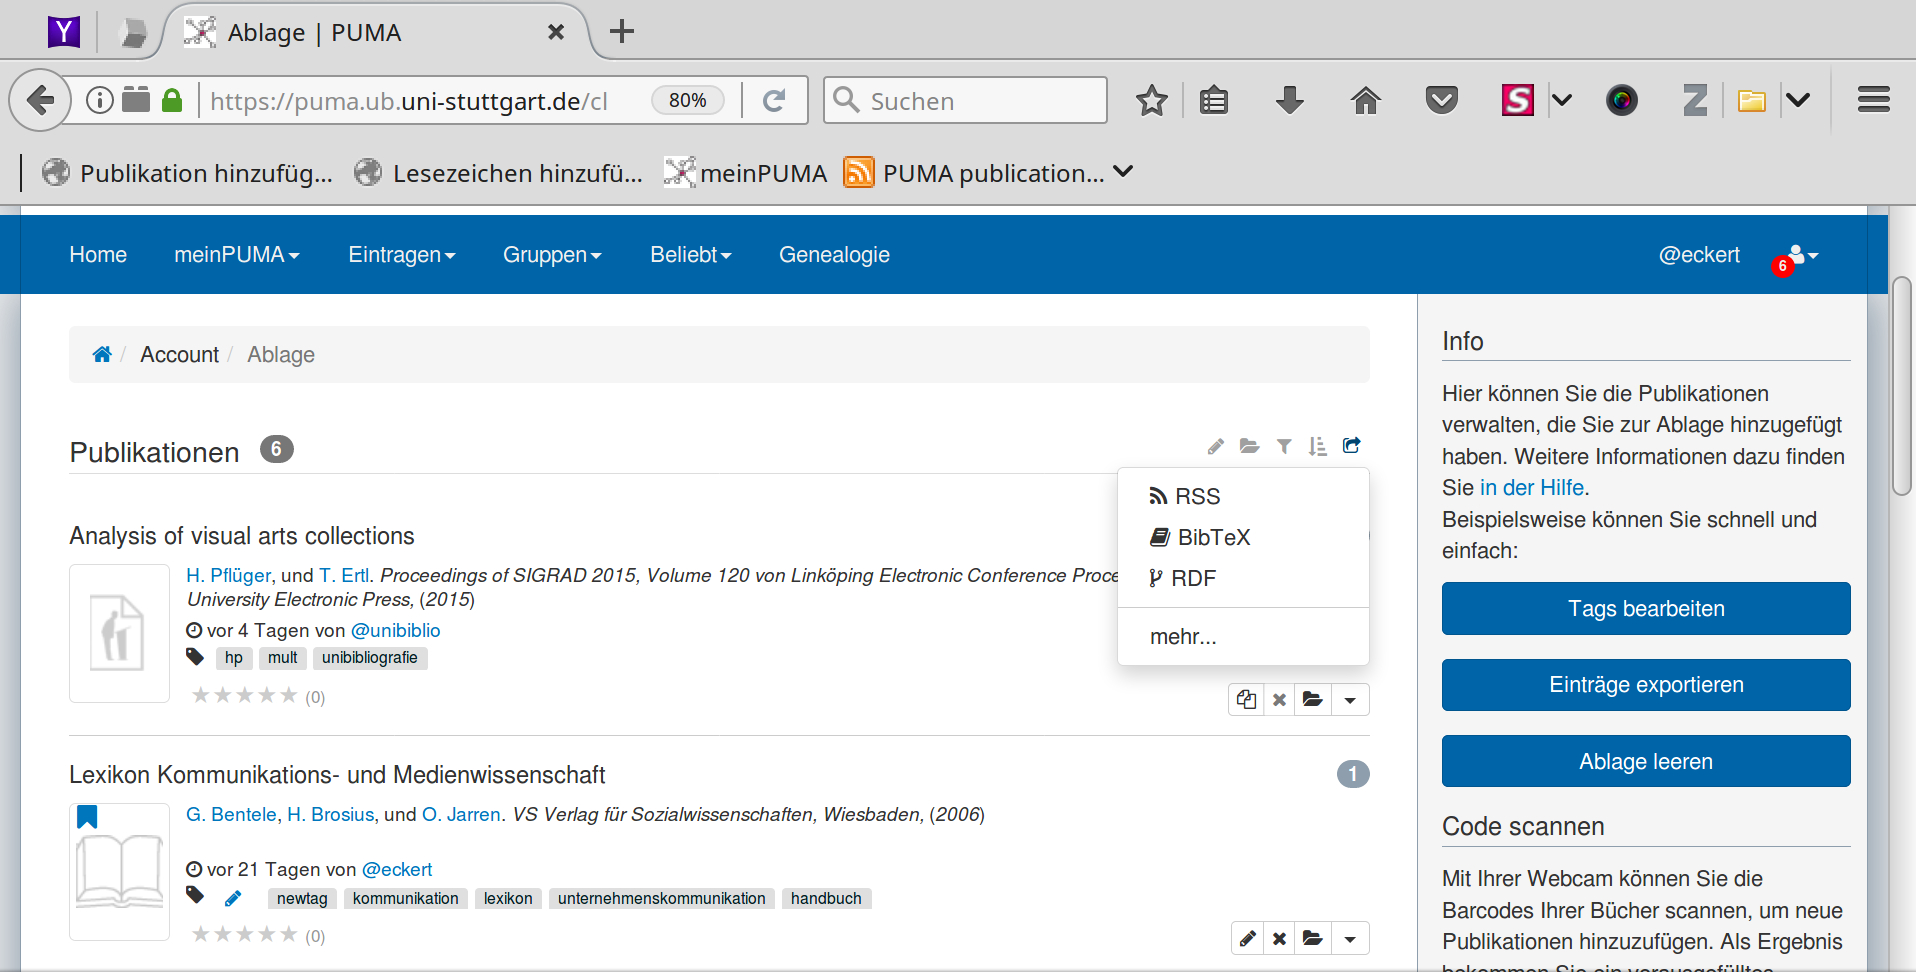 Y
Ablage | PUMA
https://puma.ub.uni-stuttgart.de/cl
80%
Suchen
S
Z
Publikation hinzufüg...
Lesezeichen hinzufü...
meinPUMA
PUMA publication...
Home
meinPUMA
Eintragen
Gruppen
Beliebt
Genealogie
@eckert
6
/ Account / Ablage
Publikationen 6
RSS
BibTeX
RDF
mehr...
Analysis of visual arts collections
H. Pflüger, und T. Ertl. Proceedings of SIGRAD 2015, Volume 120 von Linköping Electronic Conference Proce
University Electronic Press, (2015)
vor 4 Tagen von @unibiblio
hp mult unibibliografie
(0)
Lexikon Kommunikations- und Medienwissenschaft
1
G. Bentele, H. Brosius, und O. Jarren. VS Verlag für Sozialwissenschaften, Wiesbaden, (2006)
vor 21 Tagen von @eckert
newtag kommunikation lexikon unternehmenskommunikation handbuch
(0)
Info
Hier können Sie die Publikationen
verwalten, die Sie zur Ablage hinzugefügt
haben. Weitere Informationen dazu finden
Sie in der Hilfe.
Beispielsweise können Sie schnell und
einfach:
Tags bearbeiten
Einträge exportieren
Ablage leeren
Code scannen
Mit Ihrer Webcam können Sie die
Barcodes Ihrer Bücher scannen, um neue
Publikationen hinzuzufügen. Als Ergebnis
bekommen Sie ein vorausgefülltes